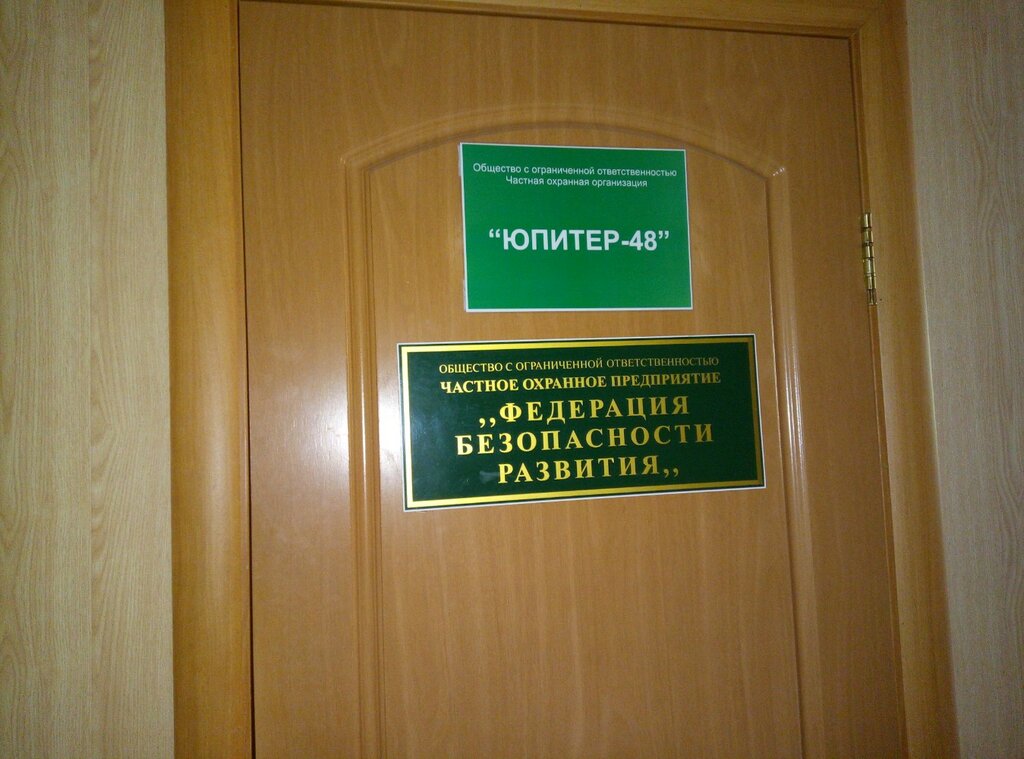 Общество с ограниченной ответственностью
Частная охранная организация
“ЮПИТЕР-48”
ОБЩЕСТВО С ОГРАНИЧЕННОЙ ОТВЕТСТВЕННОСТЬЮ
ЧАСТНОЕ ОХРАННОЕ ПРЕДПРИЯТИЕ
,,ФЕДЕРАЦИЯ
БЕЗОПАСНОСТИ
РАЗВИТИЯ,,